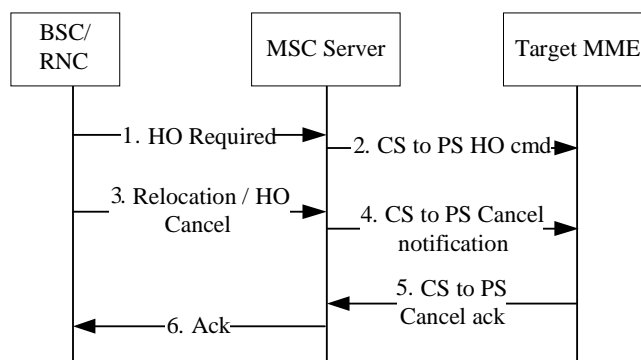 BSC/
RNC
MSC Server
Target MME
1. HO Required
2. CS to PS HO cmd
3. Relocation / HO
Cancel
4. CS to PS Cancel
notification
5. CS to PS
Cancel ack
6. Ack